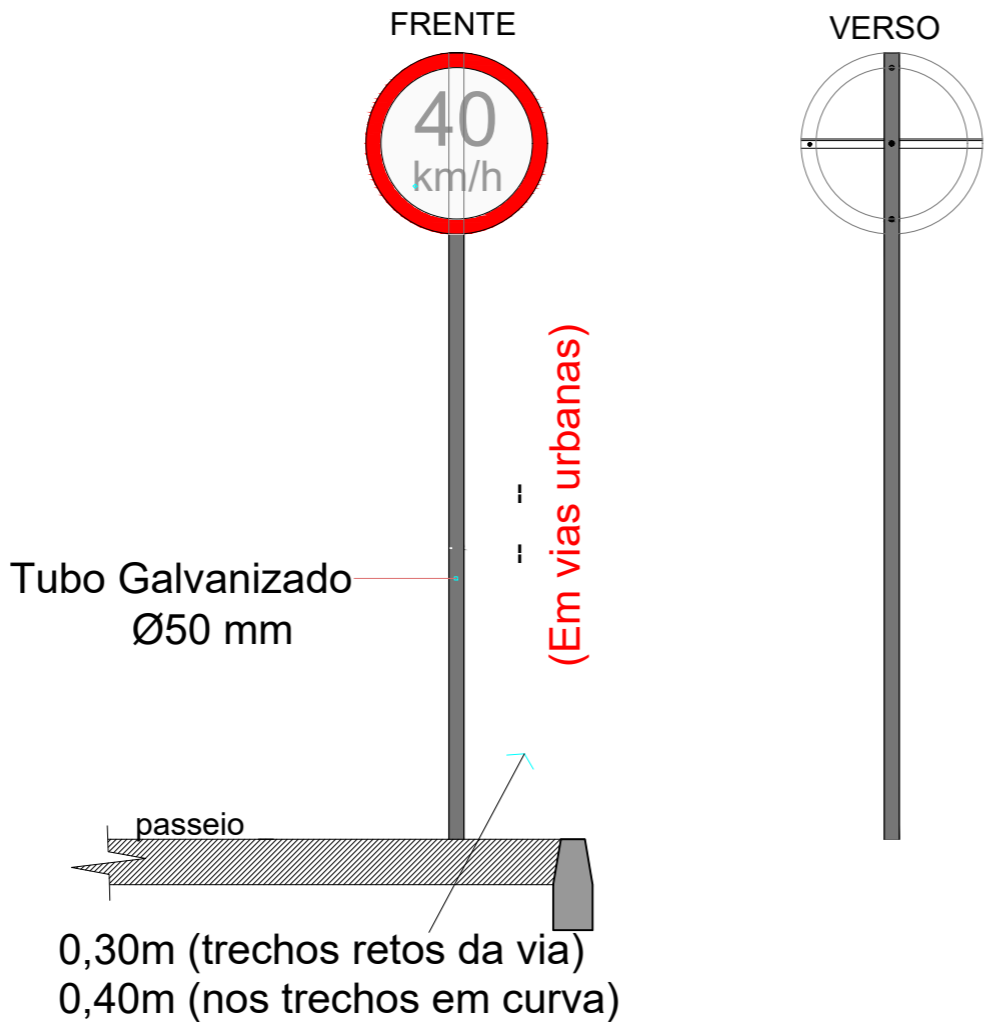 FRENTE
VERSO
40
km/h
(Em vias urbanas)
Tubo Galvanizado
Ø50 mm
passeio
0,30m (trechos retos da via)
0,40m (nos trechos em curva)